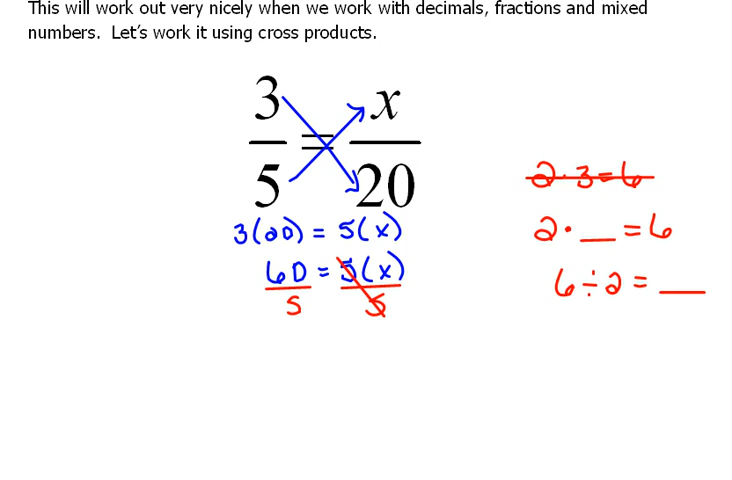 This will work out very nicely when we work with decimals, fractions and mixed
numbers. Let's work it using cross products.
3/5 = x/20
3(20) = 5(x)
60/5 = 5(x)/5
2·3=6
2·__=6
6÷2=__